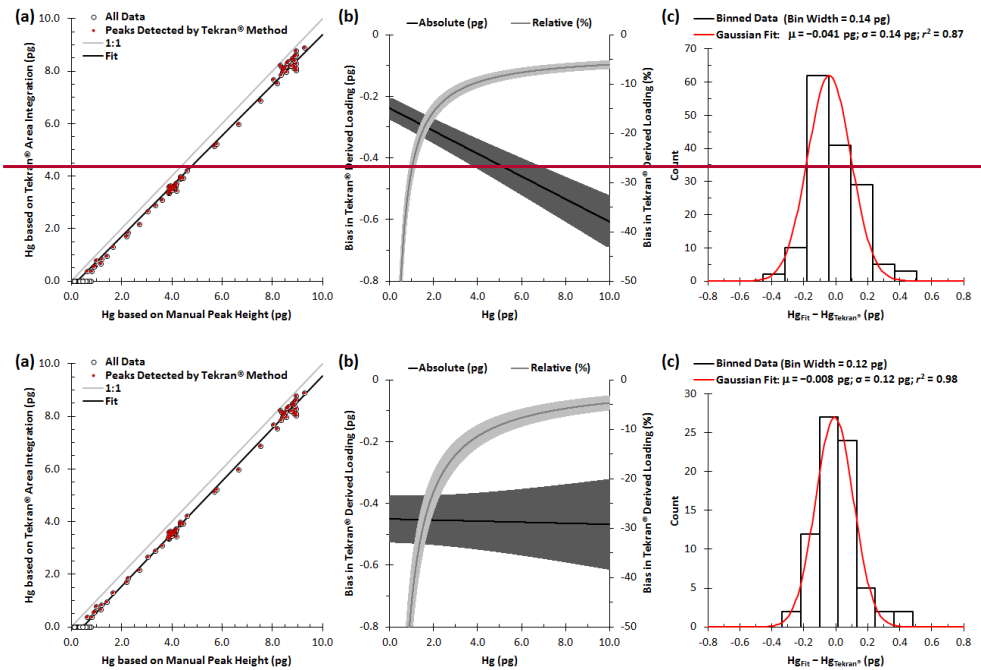 (a)
All Data
Peaks Detected by Tekran® Method
1:1
Fit
Hg based on Tekran® Area Integration (pg)
10.0
8.0
6.0
4.0
2.0
0.0
0.0 2.0 4.0 6.0 8.0 10.0
Hg based on Manual Peak Height (pg)
(b)
Absolute (pg) Relative (%)
Bias in Tekran® Derived Loading (pg)
0
-0.2
-0.4
-0.6
-0.8
0.0 2.0 4.0 6.0 8.0 10.0
Hg (pg)
0
-10
-20
-30
-40
-50
Bias in Tekran® Derived Loading (%)
(c)
Binned Data (Bin Width = 0.14 pg)
Gaussian Fit: µ = −0.041 pg; σ = 0.14 pg; r² = 0.87
Count
70
60
50
40
30
20
10
0
-0.8 -0.6 -0.4 -0.2 0.0 0.2 0.4 0.6 0.8
HgFit − HgTekran® (pg)
(a)
All Data
Peaks Detected by Tekran® Method
1:1
Fit
Hg based on Tekran® Area Integration (pg)
10.0
8.0
6.0
4.0
2.0
0.0
0.0 2.0 4.0 6.0 8.0 10.0
Hg based on Manual Peak Height (pg)
(b)
Absolute (pg) Relative (%)
Bias in Tekran® Derived Loading (pg)
0
-0.2
-0.4
-0.6
-0.8
0.0 2.0 4.0 6.0 8.0 10.0
Hg (pg)
0
-10
-20
-30
-40
-50
Bias in Tekran® Derived Loading (%)
(c)
Binned Data (Bin Width = 0.12 pg)
Gaussian Fit: µ = −0.008 pg; σ = 0.12 pg; r² = 0.98
Count
30
25
20
15
10
5
0
-0.8 -0.6 -0.4 -0.2 0.0 0.2 0.4 0.6 0.8
HgFit − HgTekran® (pg)